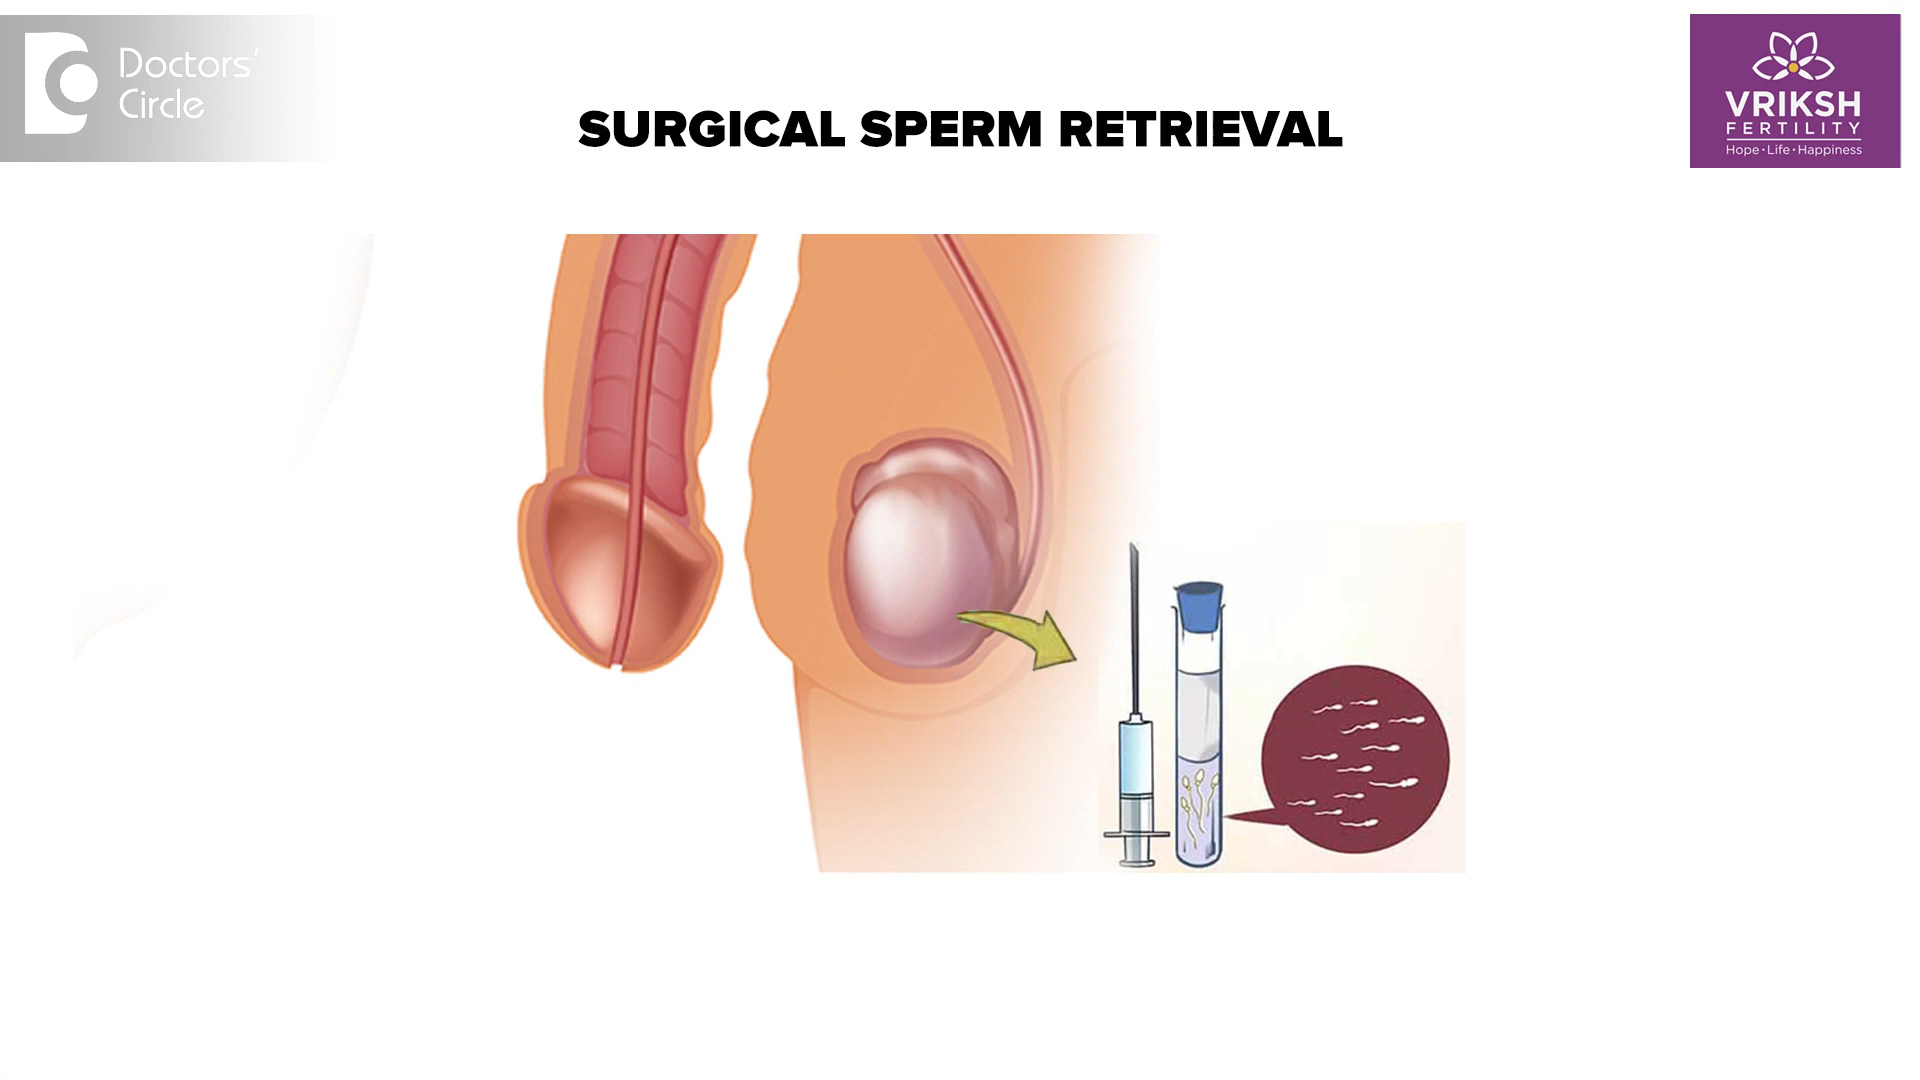 Doctors'
Circle
SURGICAL SPERM RETRIEVAL
VRIKSH
FERTILITY
Hope · Life · Happiness